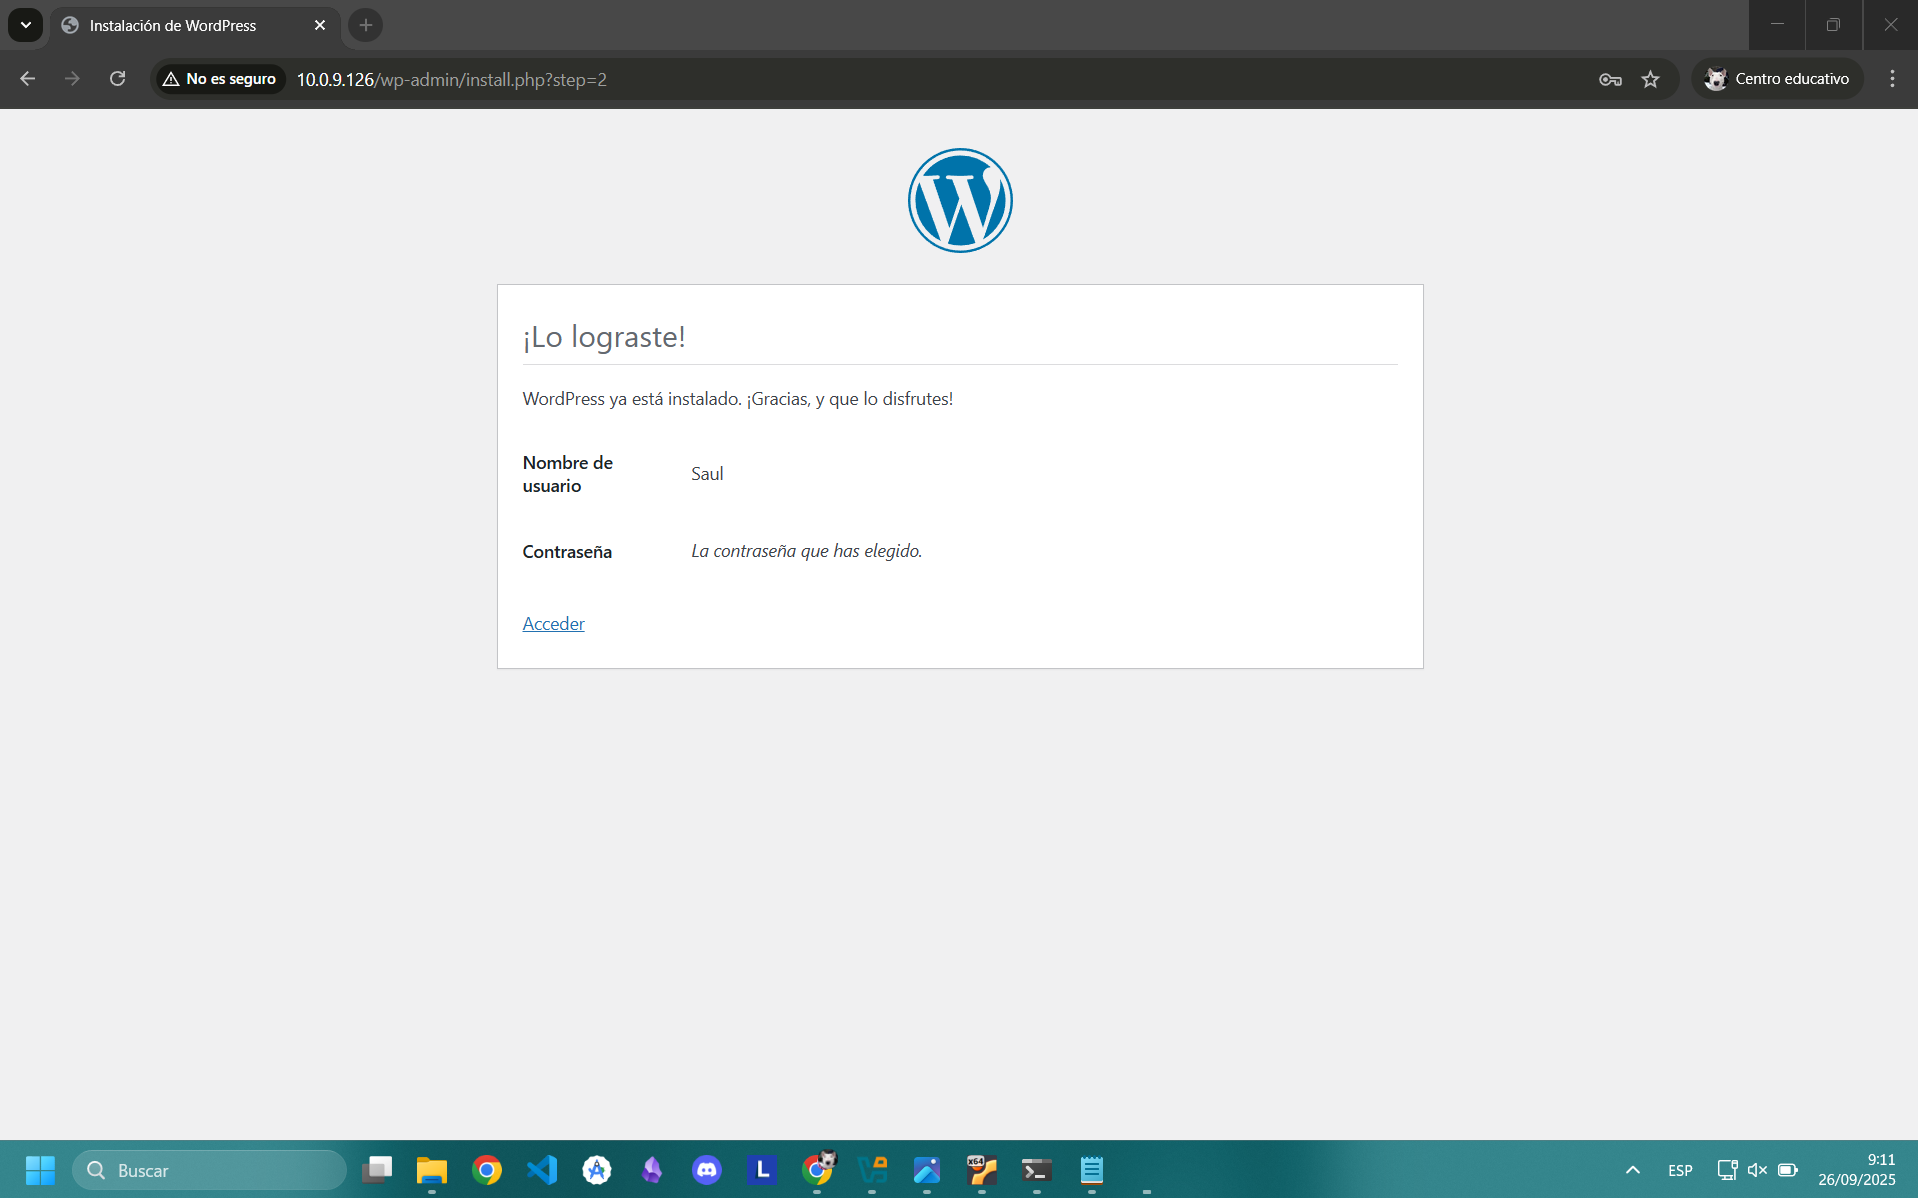 Instalación de WordPress
No es seguro
10.0.9.126/wp-admin/install.php?step=2
Centro educativo
¡Lo lograste!
WordPress ya está instalado. ¡Gracias, y que lo disfrutes!
Nombre de
usuario
Saul
Contraseña
La contraseña que has elegido.
Acceder
Buscar
L
x64
ESP
9:11
26/09/2025